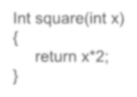 Int square(int x)
{
return x*2;
}